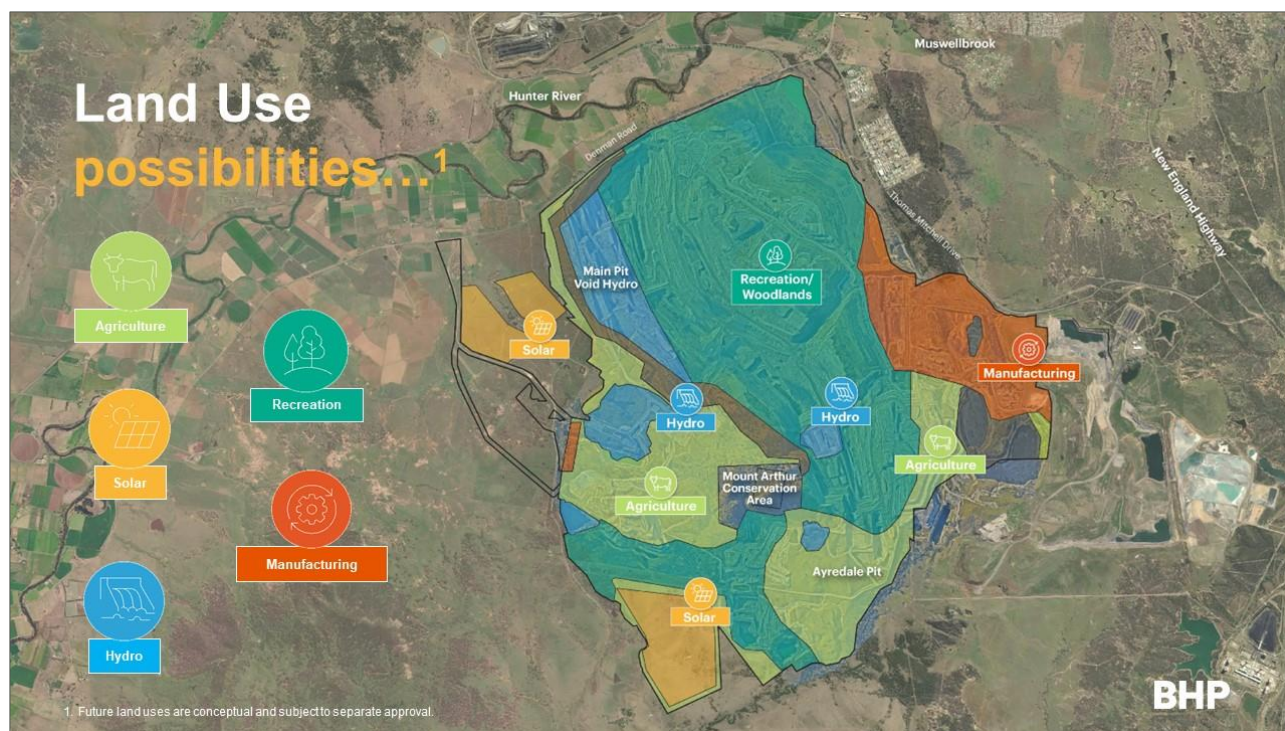 Land Use
possibilities...1
Agriculture
Recreation
Solar
Manufacturing
Hydro
Muswellbrook
Hunter River
Denman Road
New England Highway
Thomas Mitchell Drive
Main Pit
Void Hydro
Recreation/
Woodlands
Solar
Manufacturing
Hydro
Hydro
Agriculture
Mount Arthur
Conservation
Area
Agriculture
Ayredale Pit
Solar
BHP
1. Future land uses are conceptual and subject to separate approval.